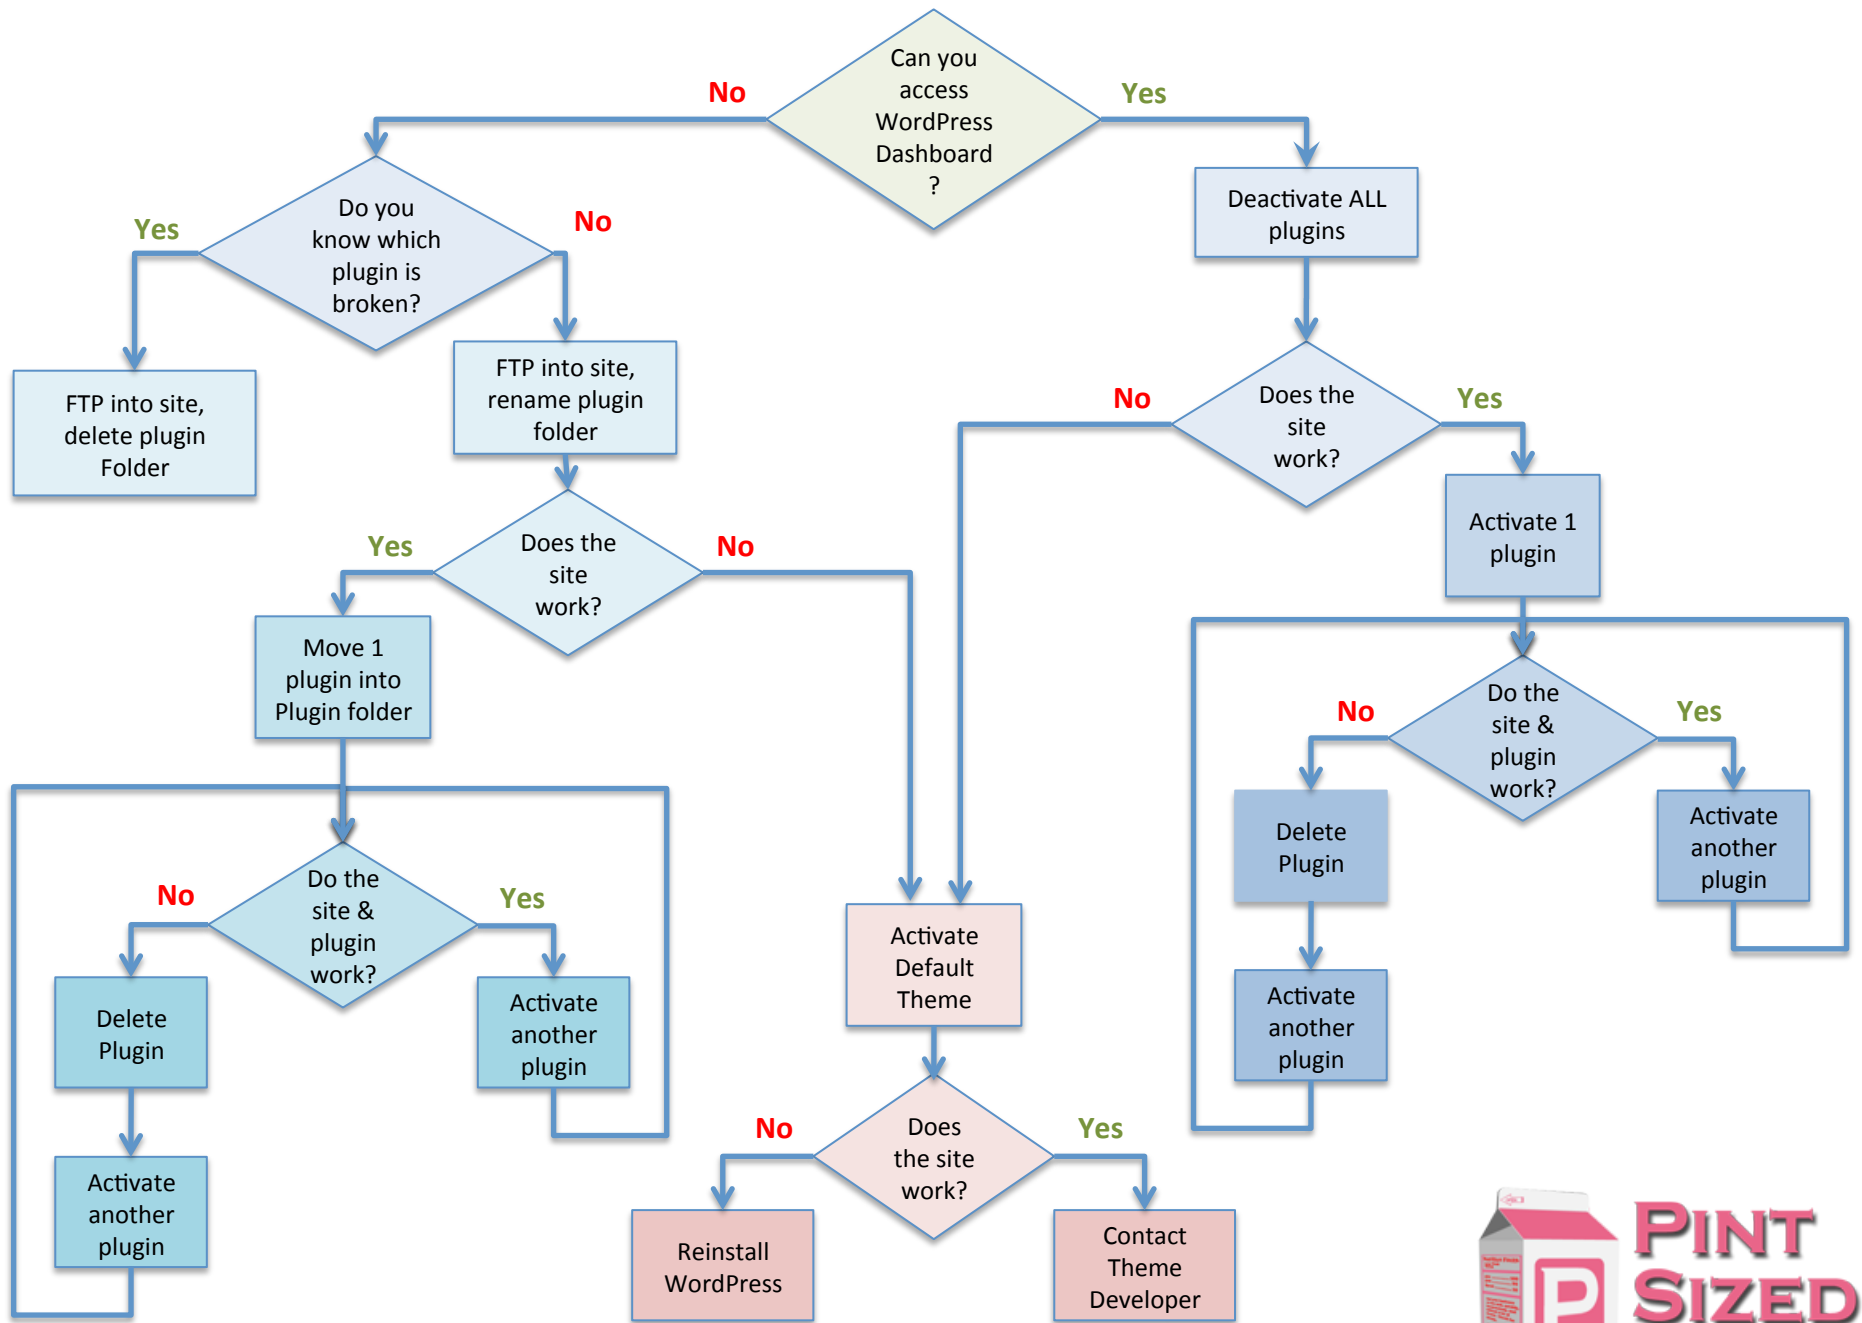 Can you
access
WordPress
Dashboard
?
No
Yes
Do you
know which
plugin is
broken?
Yes
No
Deactivate ALL
plugins
FTP into site,
delete plugin
Folder
FTP into site,
rename plugin
folder
Does the
site
work?
No
Yes
Does the
site
work?
Yes
No
Activate 1
plugin
Move 1
plugin into
Plugin folder
Do the
site &
plugin
work?
No
Yes
Delete
Plugin
Activate
another
plugin
Activate
another
plugin
Do the
site &
plugin
work?
No
Yes
Delete
Plugin
Activate
another
plugin
Activate
another
plugin
Activate
Default
Theme
Does
the site
work?
No
Yes
Reinstall
WordPress
Contact
Theme
Developer
P
PINT
SIZED